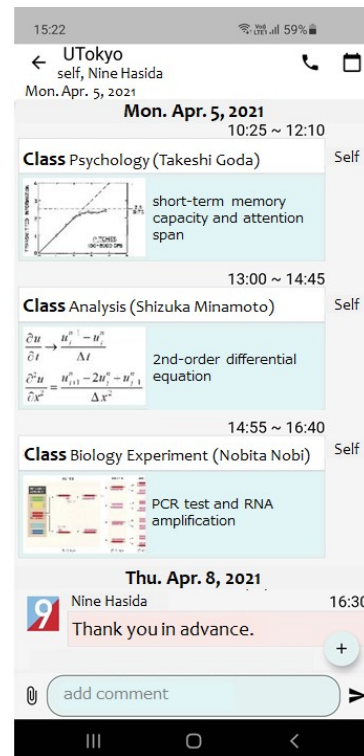 15:22
59%
UTokyo
self, Nine Hasida
Mon. Apr. 5, 2021
Mon. Apr. 5, 2021
10:25 ~ 12:10
Class Psychology (Takeshi Goda)
Self
short-term memory
capacity and attention
span
PITCHES
13:00 ~ 14:45
Class Analysis (Shizuka Minamoto)
Self
2nd-order differential
equation
14:55 ~ 16:40
Class Biology Experiment (Nobita Nobi)
Self
PCR test and RNA
amplification
Thu. Apr. 8, 2021
Nine Hasida
16:30
9
Thank you in advance.
+
add comment